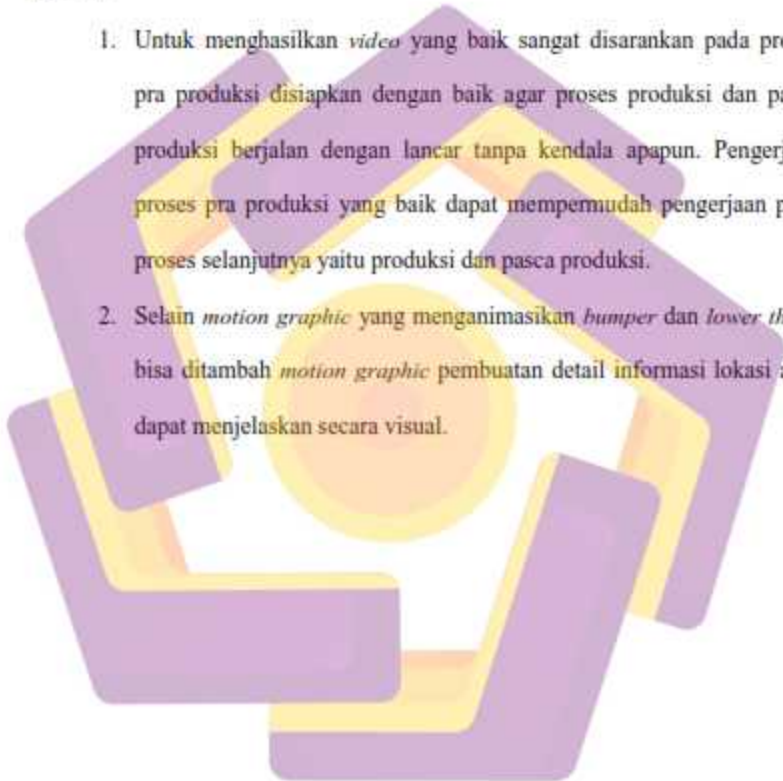 1. Untuk menghasilkan video yang baik sangat disarankan pada
pra produksi disiapkan dengan baik agar proses produksi dan
produksi berjalan dengan lancar tanpa kendala apapun.
proses pra produksi yang baik dapat mempermudah pengerjaan
proses selanjutnya yaitu produksi dan pasca produksi.
2. Selain motion graphic yang menganimasikan bumper dan lower
bisa ditambah motion graphic pembuatan detail informasi lokasi
dapat menjelaskan secara visual.